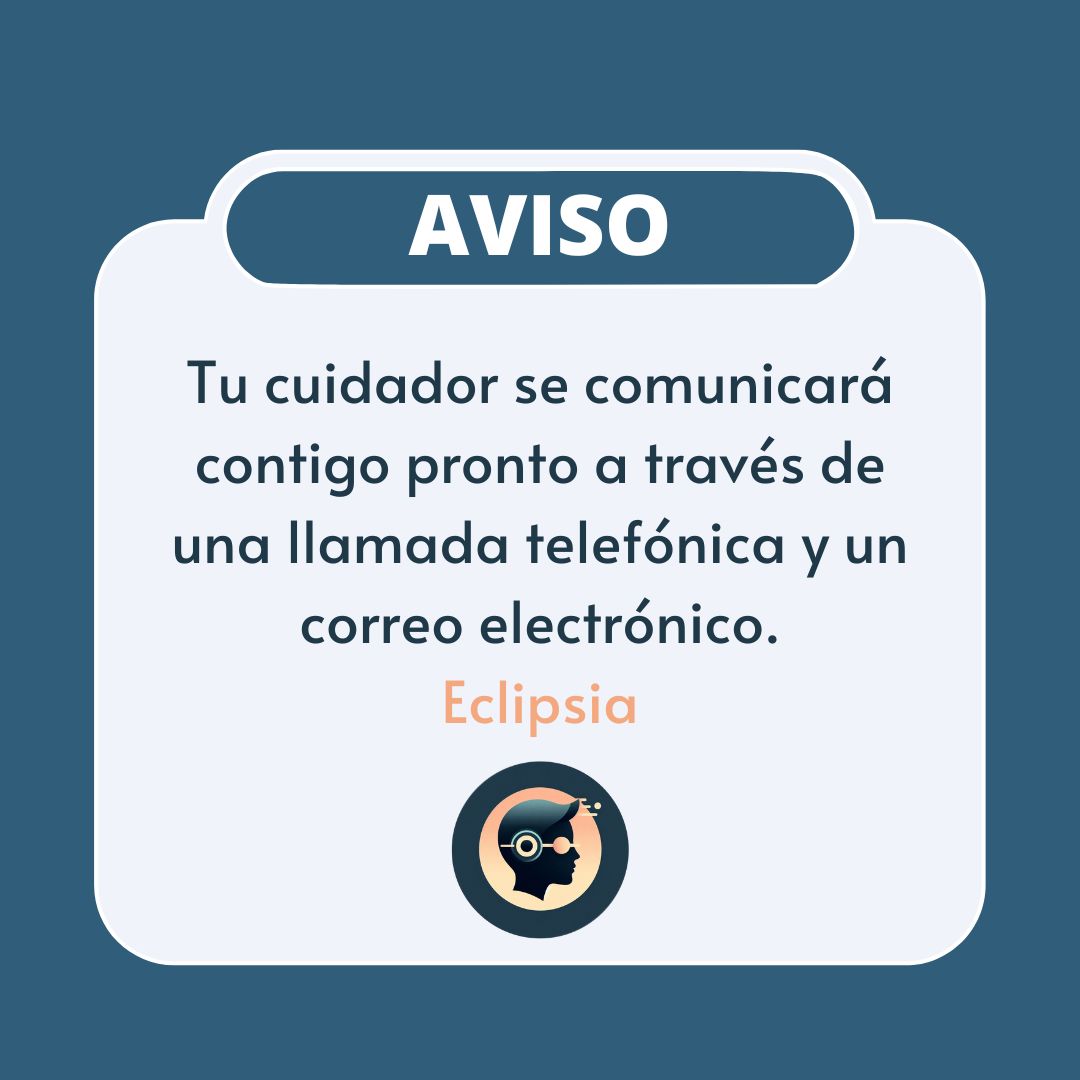 AVISO
Tu cuidador se comunicará
contigo pronto a través de
una llamada telefónica y un
correo electrónico.
Eclipsia